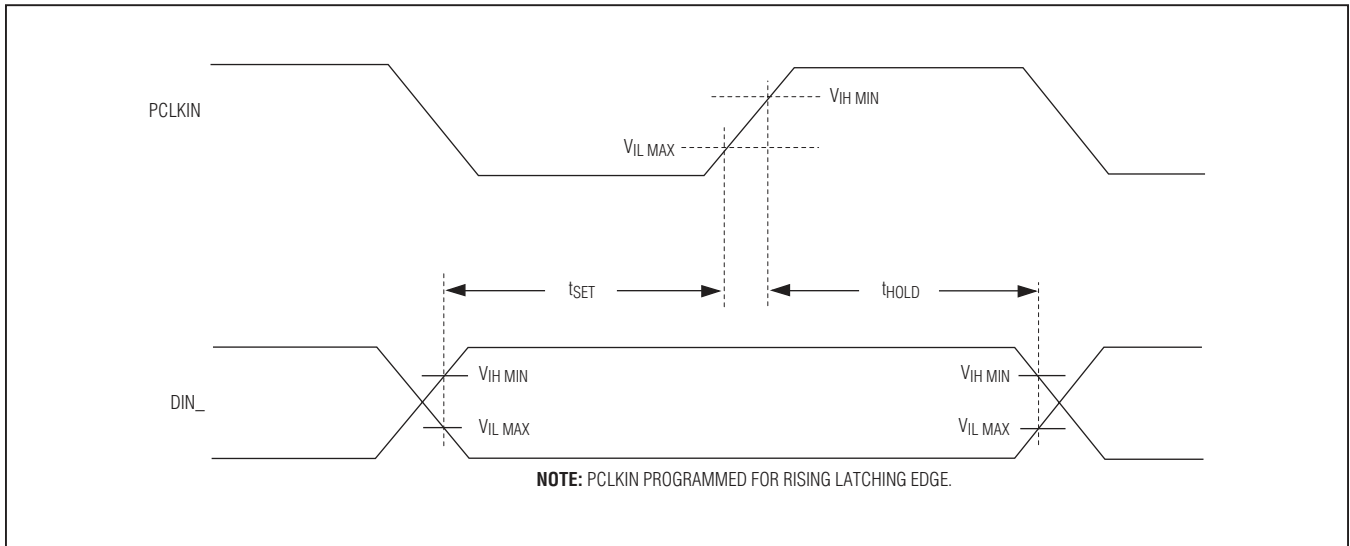 PCLKIN
VIH MIN
VIL MAX
tSET
tHOLD
VIH MIN
VIH MIN
DIN_
VIL MAX
VIL MAX
NOTE: PCLKIN PROGRAMMED FOR RISING LATCHING EDGE.